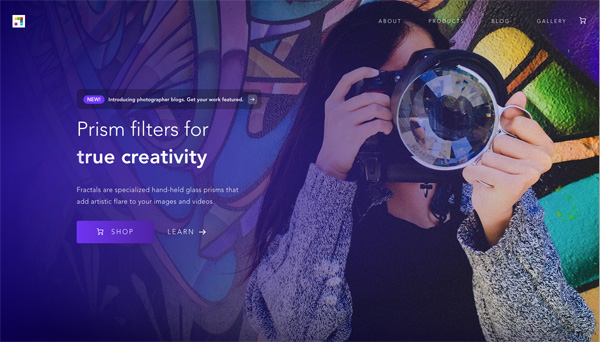 ABOUT
PRODUCTS
BLOG
GALLERY
NEW! Introducing photographer blogs. Get your work featured.
Prism filters for
true creativity
Fractals are specialized hand-held glass prisms that
add artistic flare to your images and videos.
SHOP
LEARN